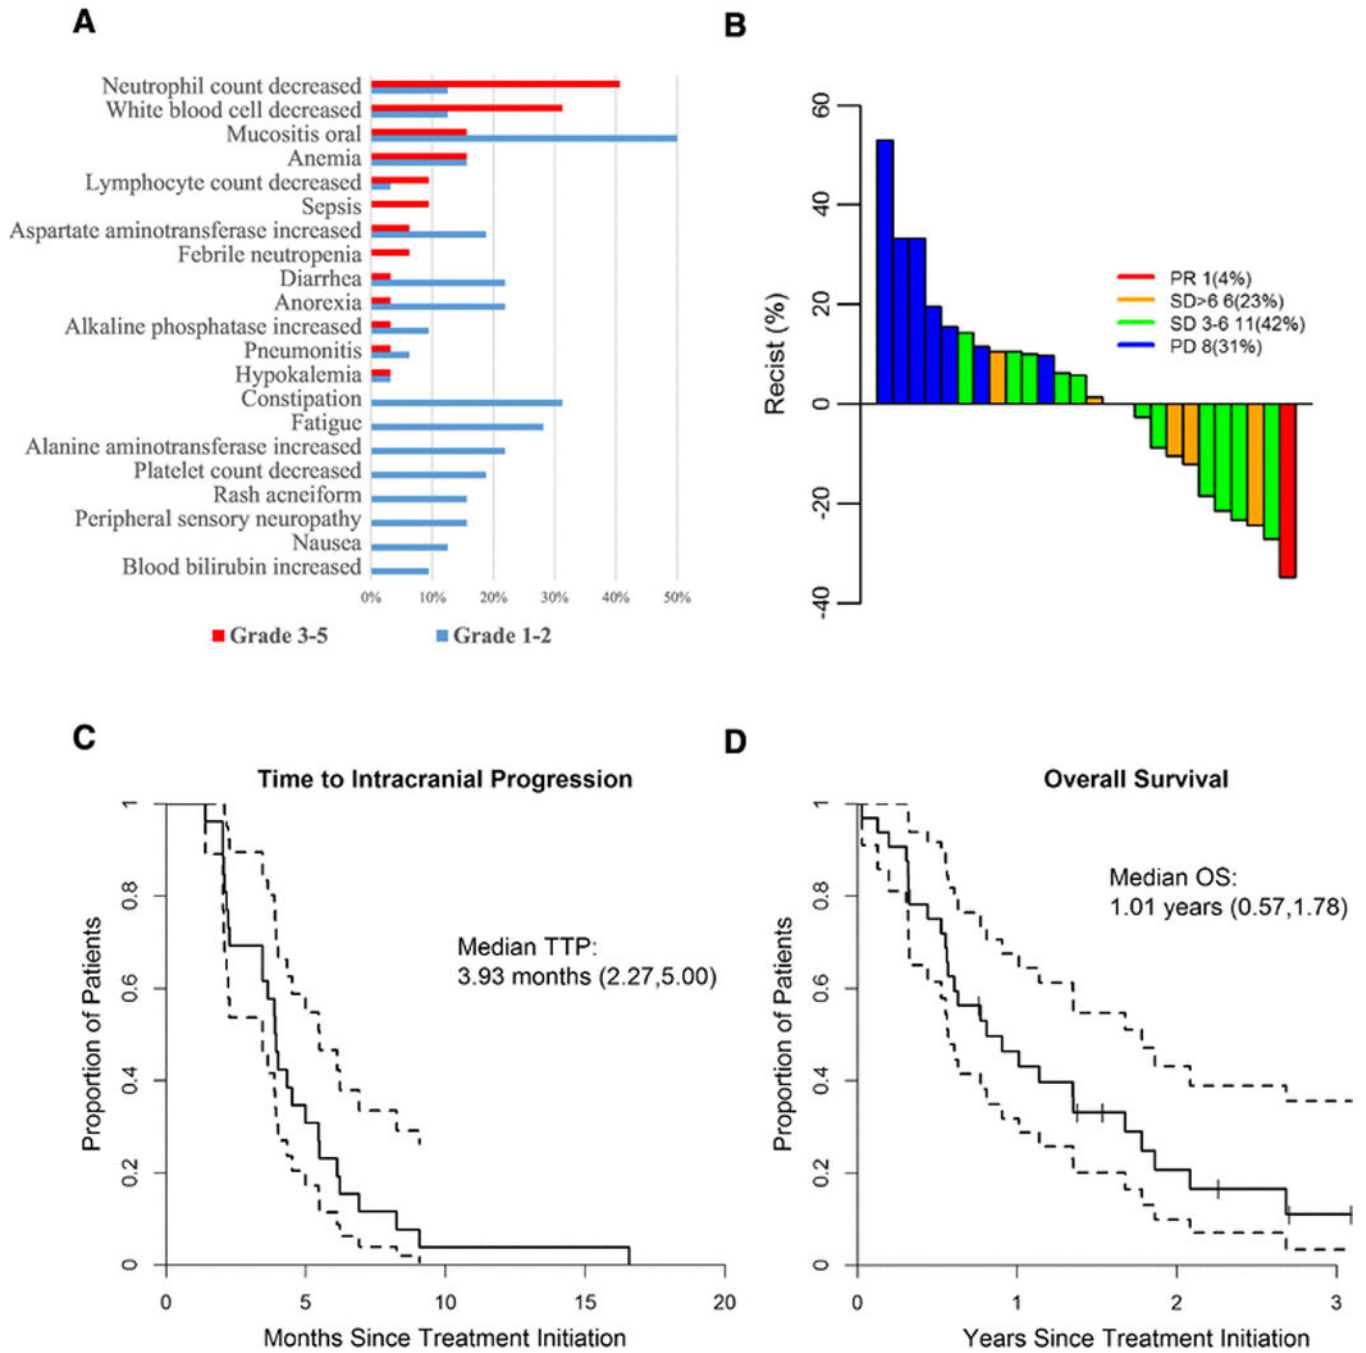 A
Neutrophil count decreased
White blood cell decreased
Mucositis oral
Anemia
Lymphocyte count decreased
Sepsis
Aspartate aminotransferase increased
Febrile neutropenia
Diarrhea
Anorexia
Alkaline phosphatase increased
Pneumonitis
Hypokalemia
Constipation
Fatigue
Alanine aminotransferase increased
Platelet count decreased
Rash acneiform
Peripheral sensory neuropathy
Nausea
Blood bilirubin increased
0% 10% 20% 30% 40% 50%
Grade 3-5 Grade 1-2
B
Recist (%)
60
40
20
0
-20
-40
PR 1(4%)
SD>6 6(23%)
SD 3-6 11(42%)
PD 8(31%)
C
Time to Intracranial Progression
Proportion of Patients
1
0.8
0.6
0.4
0.2
0
Median TTP:
3.93 months (2.27,5.00)
0 5 10 15 20
Months Since Treatment Initiation
D
Overall Survival
Proportion of Patients
1
0.8
0.6
0.4
0.2
0
Median OS:
1.01 years (0.57,1.78)
0 1 2 3
Years Since Treatment Initiation